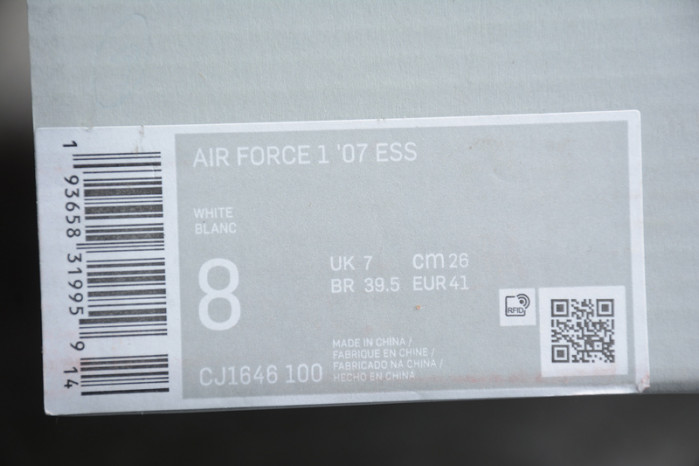 1 93658 31995 9 14
AIR FORCE 1 '07 ESS
WHITE
BLANC
8
UK 7 cm 26
BR 39.5 EUR 41
RFID
CJ1646 100
MADE IN CHINA /
FABRIQUE EN CHINE /
FABRICADO NA CHINA /
HECHO EN CHINA